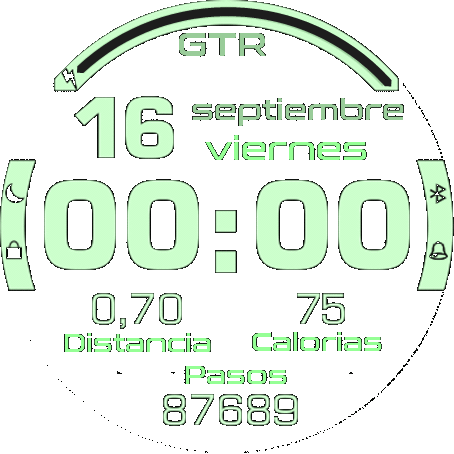 GTR
16 septiembre
viernes
00:00
0,70 75
Distancia Calorias
Pasos
87689